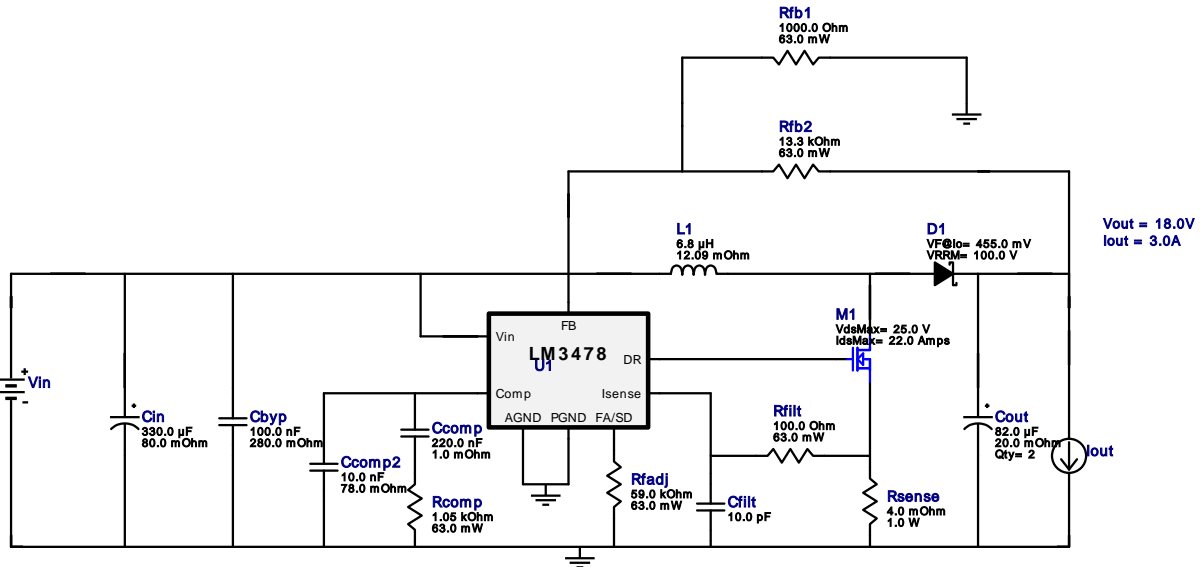 Rfb1
1000.0 Ohm
63.0 mW
Rfb2
13.3 kOhm
63.0 mW
Vout = 18.0V
Iout = 3.0A
L1
6.8 µH
12.09 mOhm
D1
VF@Io= 455.0 mV
VRRM= 100.0 V
M1
VdsMax= 25.0 V
IdsMax= 22.0 Amps
FB
Vin
LM3478
U1
DR
Comp
Isense
AGND PGND FA/SD
+
Vin
-
Cin
330.0 µF
80.0 mOhm
Cbyp
100.0 nF
280.0 mOhm
Ccomp2
10.0 nF
78.0 mOhm
Ccomp
220.0 nF
1.0 mOhm
Rcomp
1.05 kOhm
63.0 mW
Rfadj
59.0 kOhm
63.0 mW
Cfilt
10.0 pF
Rfilt
100.0 Ohm
63.0 mW
Rsense
4.0 mOhm
1.0 W
Cout
82.0 µF
20.0 mOhm
Qty= 2
Iout